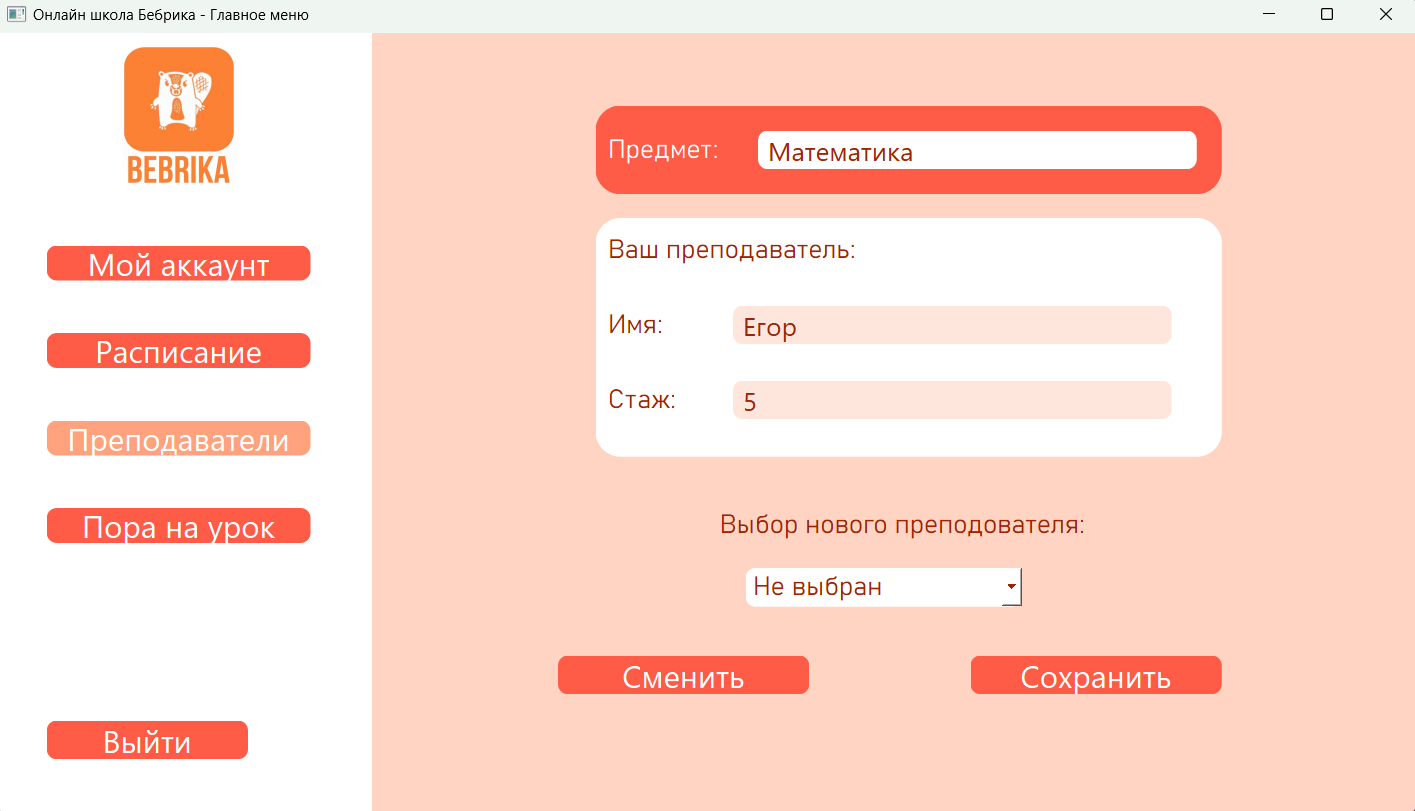 Онлайн школа Бебрика - Главное меню
BEBRIKA
Мой аккаунт
Расписание
Преподаватели
Пора на урок
Выйти
Предмет: Математика
Ваш преподаватель:
Имя: Егор
Стаж: 5
Выбор нового преподователя:
Не выбран
Сменить
Сохранить